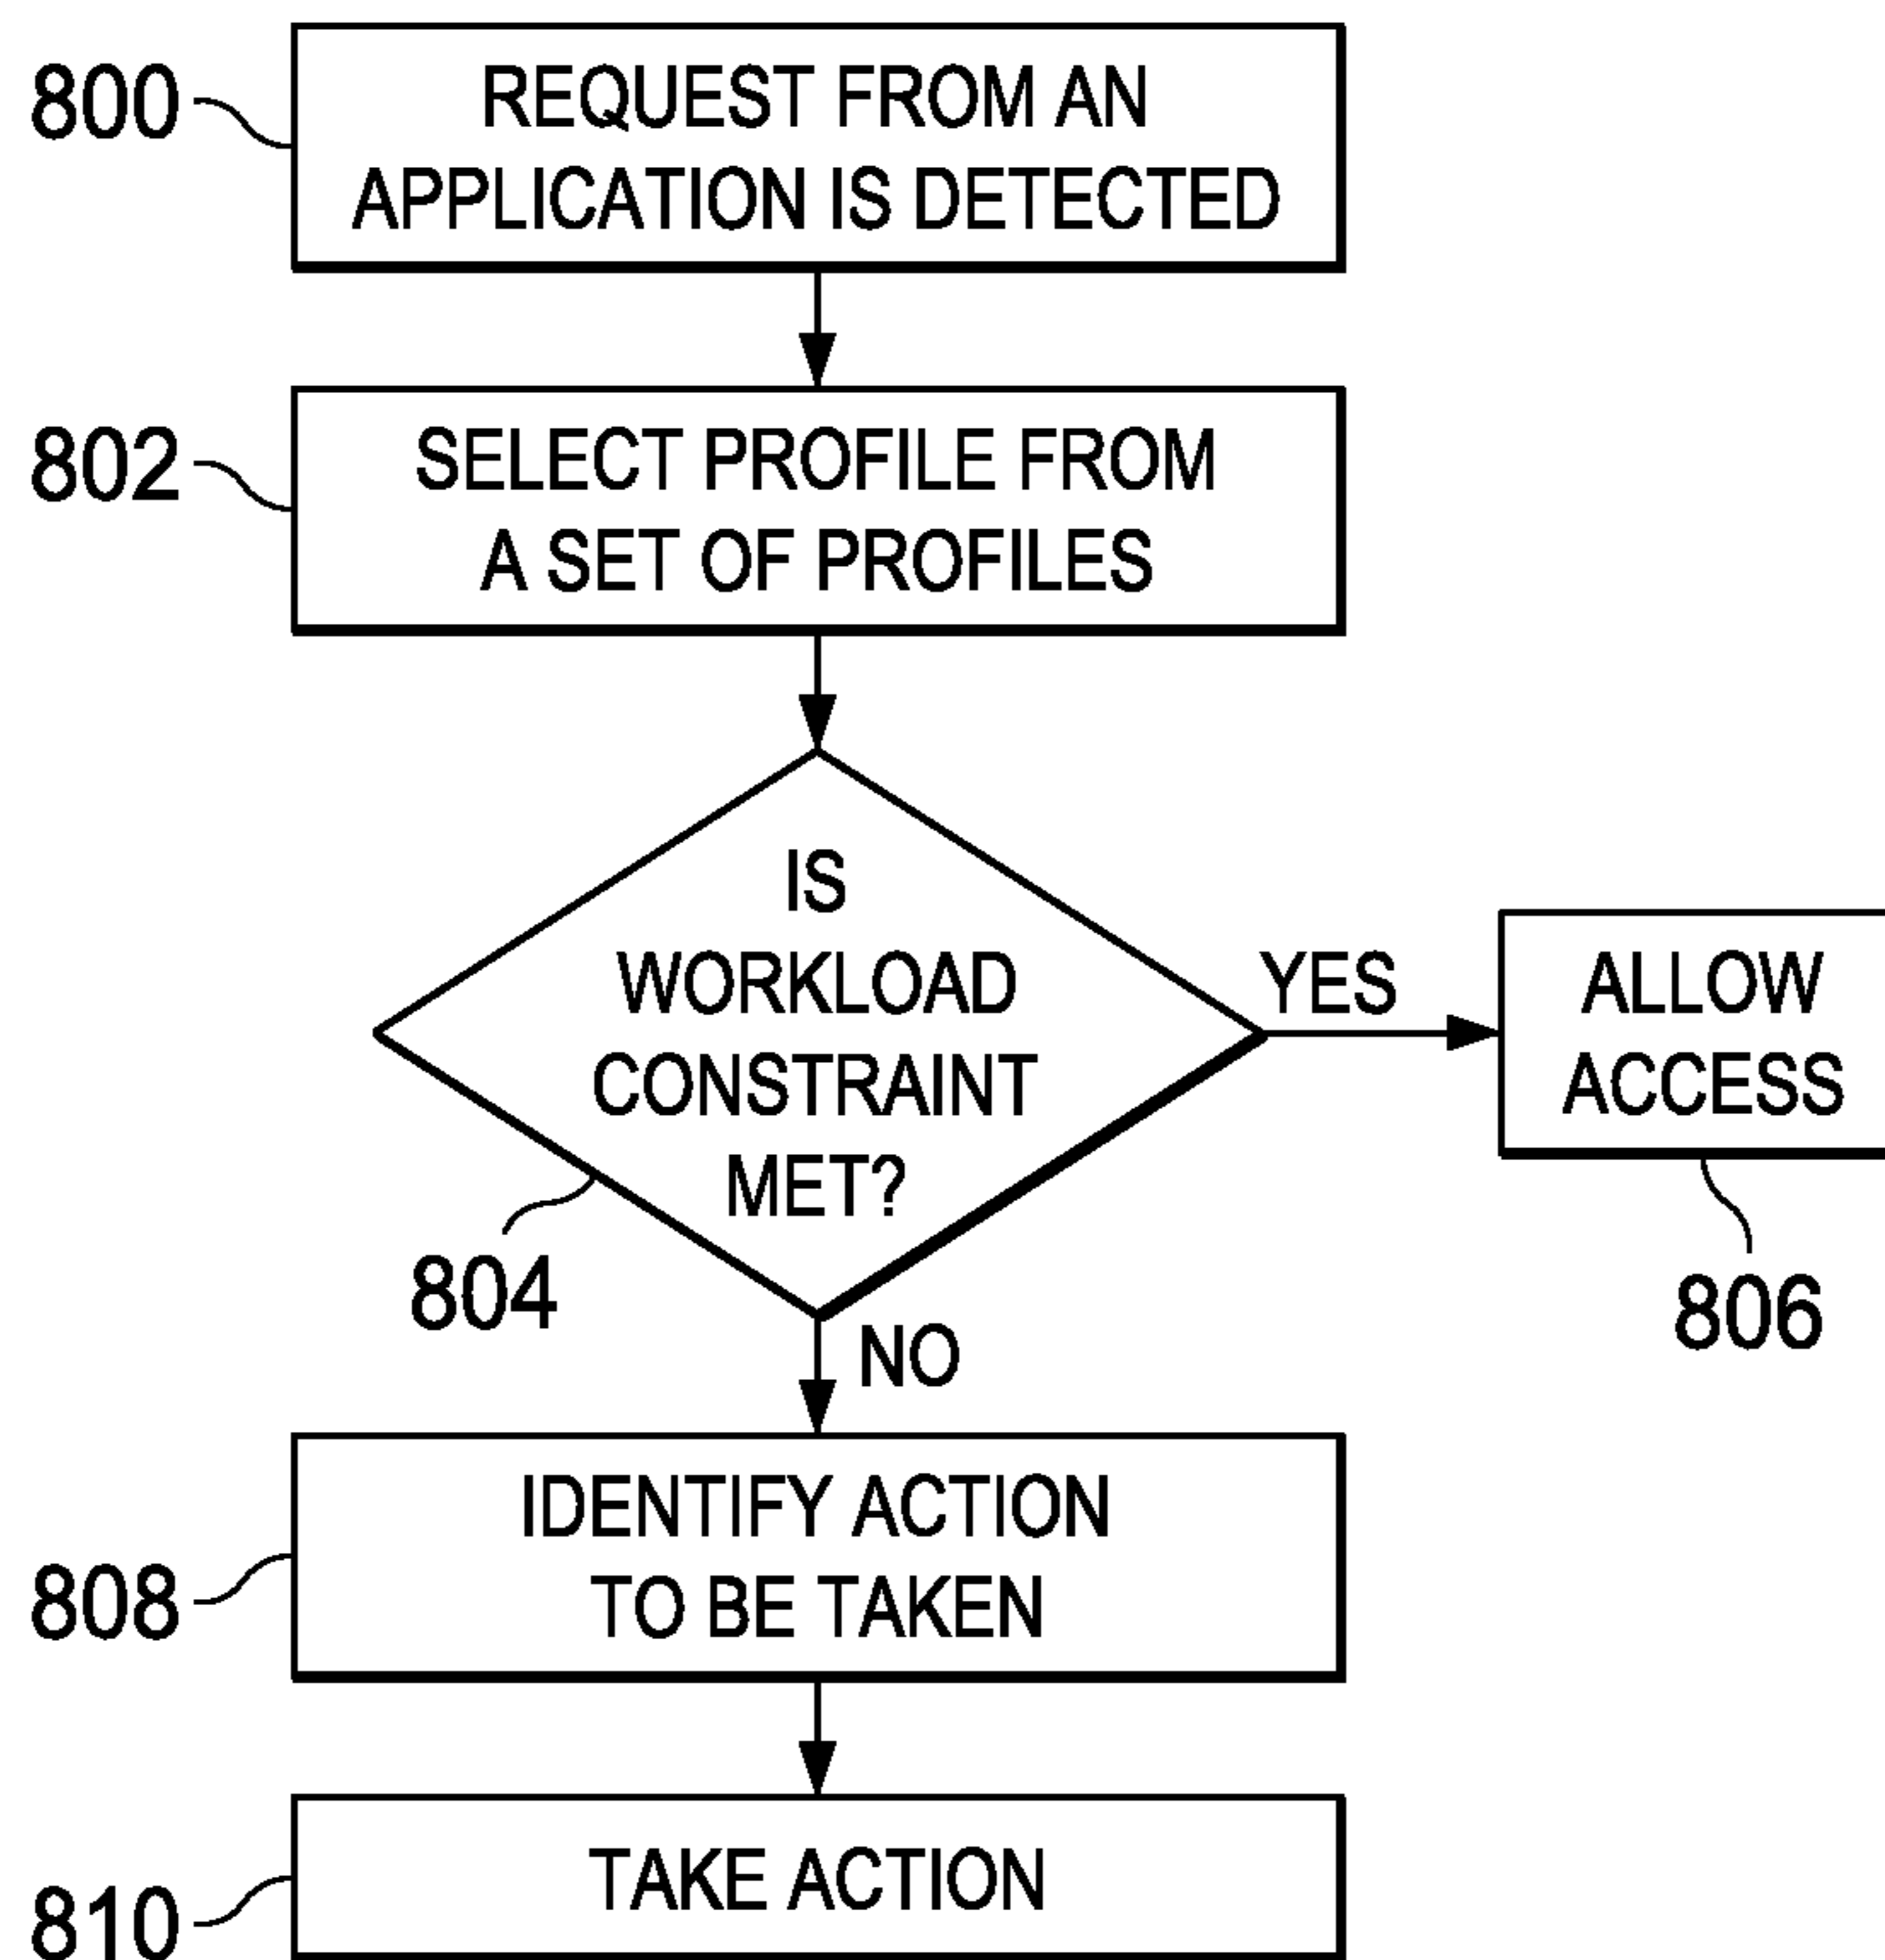 800
REQUEST FROM AN
APPLICATION IS DETECTED
802
SELECT PROFILE FROM
A SET OF PROFILES
IS
WORKLOAD
CONSTRAINT
MET?
804
YES
ALLOW
ACCESS
806
NO
808
IDENTIFY ACTION
TO BE TAKEN
810
TAKE ACTION